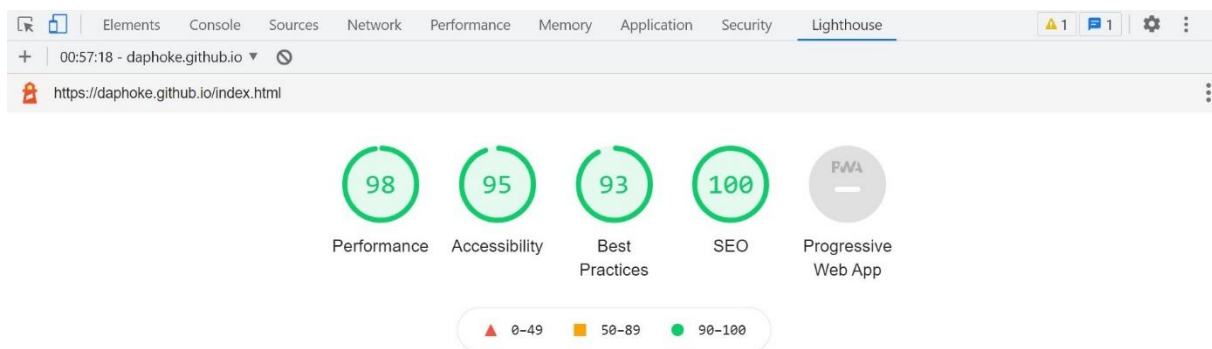 Elements Console Sources Network Performance Memory Application Security Lighthouse 1 1
+ 00:57:18 - daphoke.github.io ▼
https://daphoke.github.io/index.html
98 95 93 100 PWA
Performance Accessibility Best Practices SEO Progressive Web App
0–49 50–89 90–100